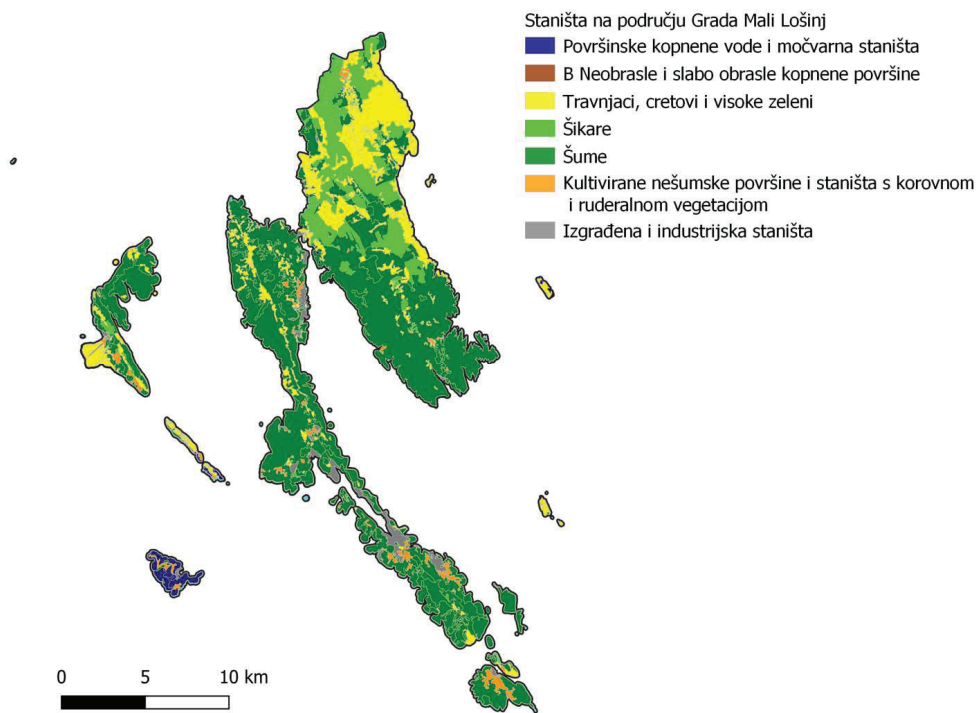 Staništa na području Grada Mali Lošinj
Površinske kopnene vode i močvarna staništa
B Neobrasle i slabo obrasle kopnene površine
Travnjaci, cretovi i visoke zeleni
Šikare
Šume
Kultivirane nešumske površine i staništa s korovnom
i ruderalnom vegetacijom
Izgrađena i industrijska staništa
0 5 10 km